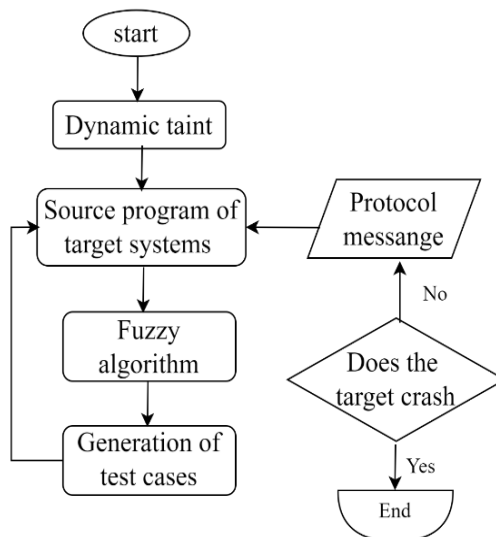 start
Dynamic taint
Source program of
target systems
Fuzzy
algorithm
Generation of
test cases
Protocol
messange
No
Does the
target crash
Yes
End